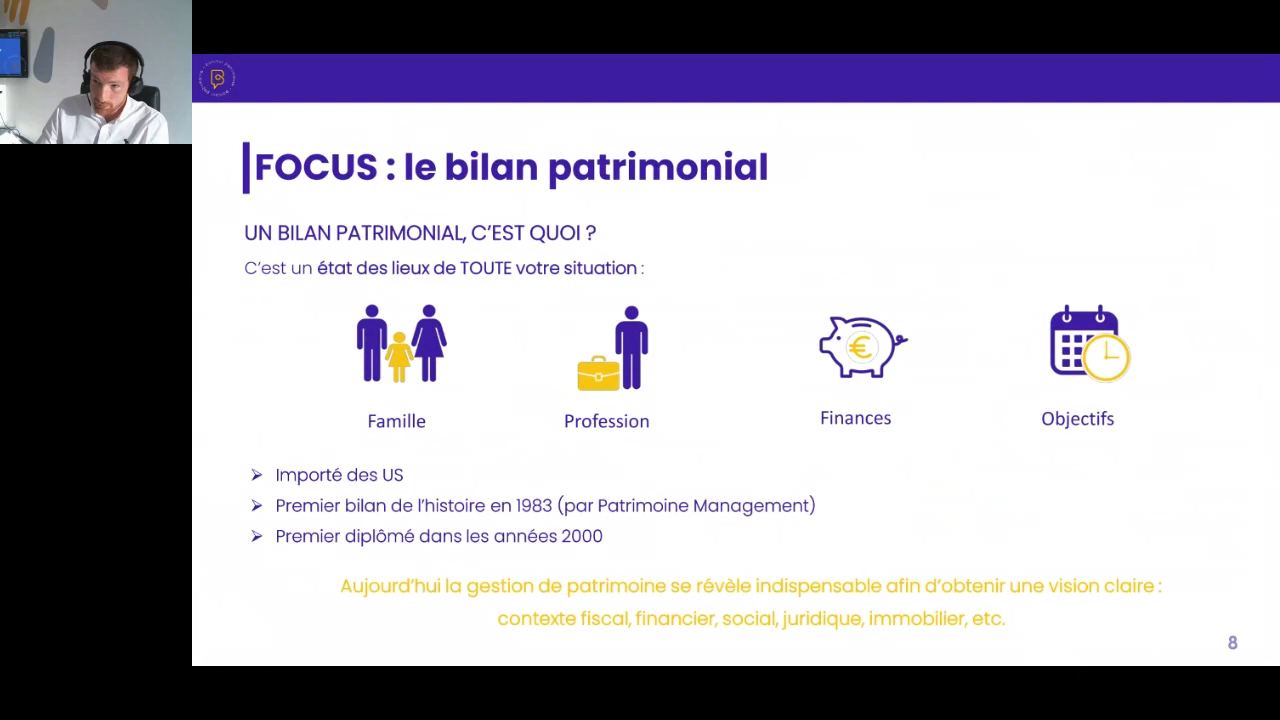 FOCUS : le bilan patrimonial
UN BILAN PATRIMONIAL, C'EST QUOI ?
C'est un état des lieux de TOUTE votre situation :
€
Famille
Profession
Finances
Objectifs
➢ Importé des US
➢ Premier bilan de l'histoire en 1983 (par Patrimoine Management)
➢ Premier diplômé dans les années 2000
Aujourd'hui la gestion de patrimoine se révèle indispensable afin d'obtenir une vision claire :
contexte fiscal, financier, social, juridique, immobilier, etc.
8